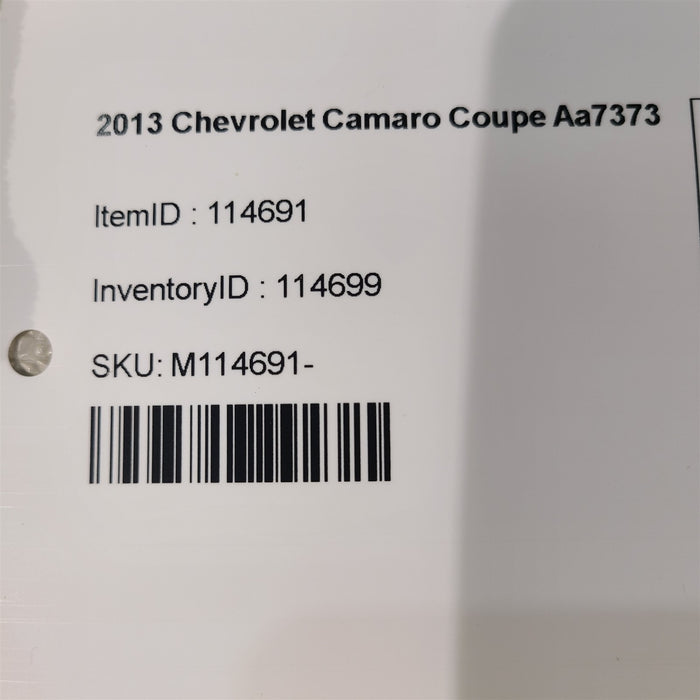 2013 Chevrolet Camaro Coupe Aa7373
ItemID : 114691
InventoryID : 114699
SKU: M114691-